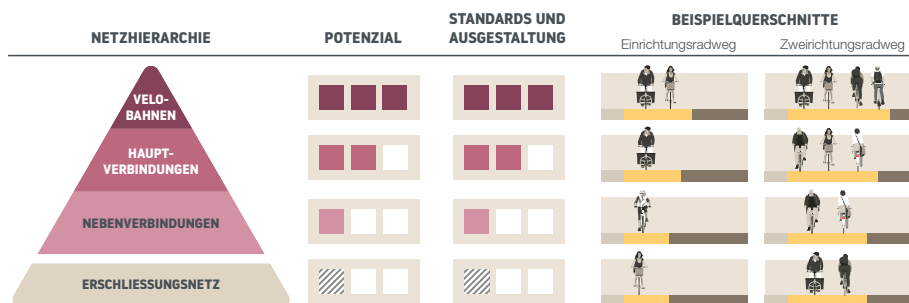 NETZHIERARCHIE
POTENZIAL
STANDARDS UND
AUSGESTALTUNG
BEISPIELQUERSCHNITTE
Einrichtungsradweg
Zweirichtungsradweg
VELO-
BAHNEN
HAUPT-
VERBINDUNGEN
NEBENVERBINDUNGEN
ERSCHLIESSUNGSNETZ